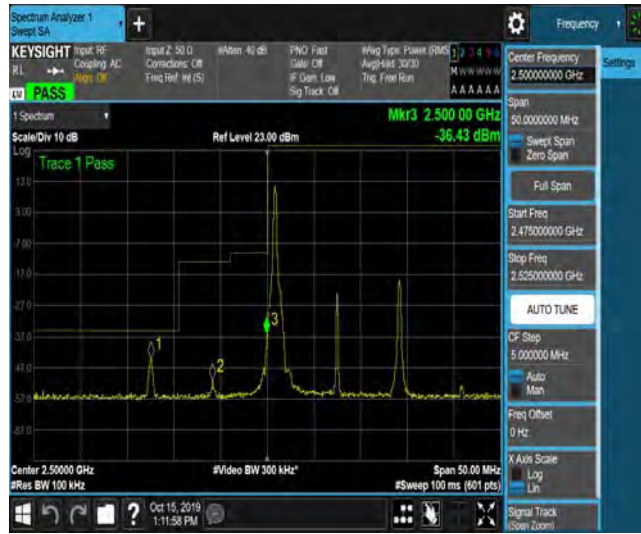 Spectrum Analyzer 1
Swept SA
+
Frequency
KEYSIGHT
Input: RF
Input Z: 50 Ω
#Atten: 40 dB
PNO: Fast
#Avg Type: Power (RMS)
1 2 3 4 5 6
RL
Coupling: AC
Corrections: Off
Gate: Off
Avg|Hold: 30/30
M W W W W W
Align: Off
Freq Ref: Int (S)
IF Gain: Low
Trig: Free Run
A A A A A A
Sig Track: Off
LV PASS
Settings
1 Spectrum
Mkr3 2.500 00 GHz
Scale/Div 10 dB
Ref Level 23.00 dBm
-36.43 dBm
Log
Trace 1 Pass
13.0
3.00
-7.00
-17.0
-27.0
-37.0
-47.0
-57.0
-67.0
1
2
3
Center 2.50000 GHz
#Video BW 300 kHz*
Span 50.00 MHz
#Res BW 100 kHz
#Sweep 100 ms (601 pts)
?
Oct 15, 2019
1:11:58 PM
Center Frequency
2.500000000 GHz
Span
50.0000000 MHz
Swept Span
Zero Span
Full Span
Start Freq
2.475000000 GHz
Stop Freq
2.525000000 GHz
AUTO TUNE
CF Step
5.000000 MHz
Auto
Man
Freq Offset
0 Hz
X Axis Scale
Log
Lin
Signal Track
(Span Zoom)